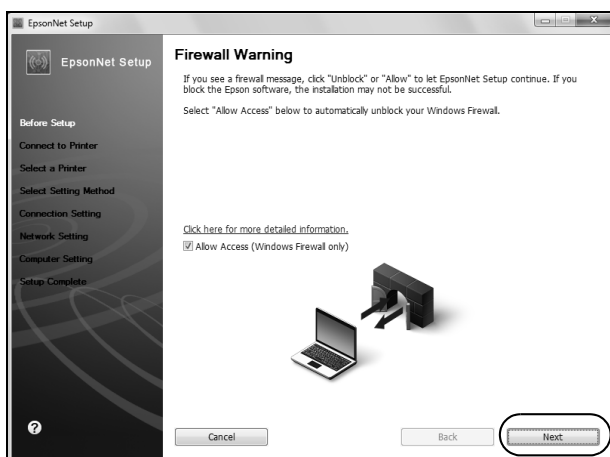 EpsonNet Setup
EpsonNet Setup
Before Setup
Connect to Printer
Select a Printer
Select Setting Method
Connection Setting
Network Setting
Computer Setting
Setup Complete
Firewall Warning
If you see a firewall message, click "Unblock" or "Allow" to let EpsonNet Setup continue. If you
block the Epson software, the installation may not be successful.
Select "Allow Access" below to automatically unblock your Windows Firewall.
Click here for more detailed information.
Allow Access (Windows Firewall only)
?
Cancel
Back
Next